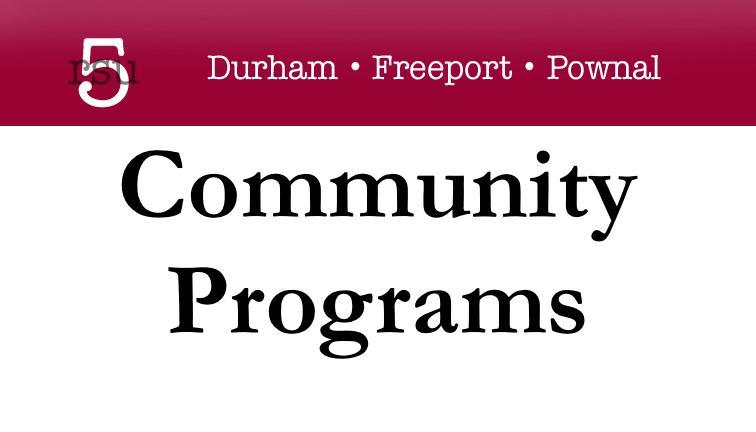 rsu 5 Durham • Freeport • Pownal
Community
Programs